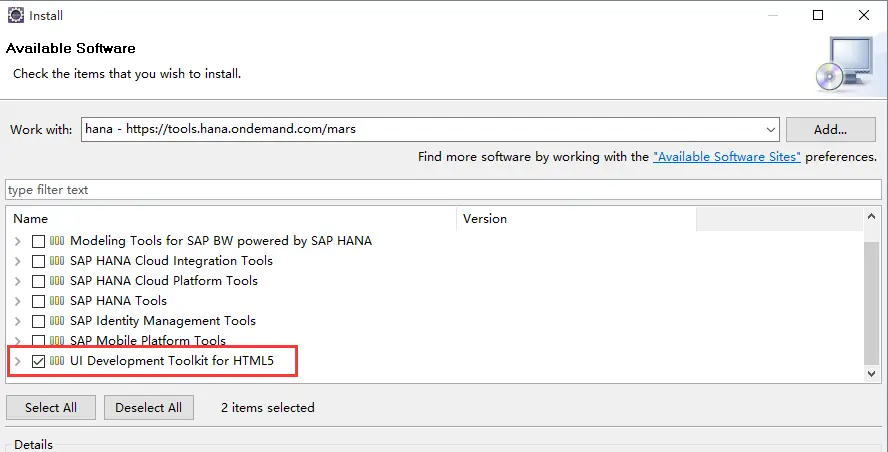 Install
Available Software
Check the items that you wish to install.
Work with: hana - https://tools.hana.ondemand.com/mars Add...
Find more software by working with the "Available Software Sites" preferences.
type filter text
Name Version
Modeling Tools for SAP BW powered by SAP HANA
SAP HANA Cloud Integration Tools
SAP HANA Cloud Platform Tools
SAP HANA Tools
SAP Identity Management Tools
SAP Mobile Platform Tools
UI Development Toolkit for HTML5
Select All Deselect All 2 items selected
Details